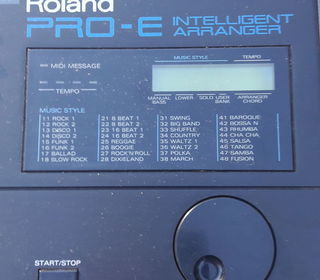 Roland
PRO-E INTELLIGENT
ARRANGER
MIDI MESSAGE
TEMPO
MUSIC STYLE
TEMPO
MANUAL BASS
LOWER
SOLO
USER BANK
ARRANGER CHORD
MUSIC STYLE
11 ROCK 1
12 ROCK 2
13 DISCO 1
14 DISCO 2
15 FUNK 1
16 FUNK 2
17 BALLAD
18 SLOW ROCK
21 8 BEAT 1
22 8 BEAT 2
23 16 BEAT 1
24 16 BEAT 2
25 REGGAE
26 BOOGIE
27 ROCK'N'ROLL
28 DIXIELAND
31 SWING
32 BIG BAND
33 SHUFFLE
34 COUNTRY
35 WALTZ 1
36 WALTZ 2
37 POLKA
38 MARCH
41 BAROQUE
42 BOSSA N
43 RHUMBA
44 CHA CHA
45 SALSA
46 TANGO
47 SAMBA
48 FUSION
START/STOP